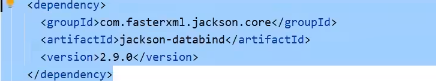 <dependency>
<groupId>com.fasterxml.jackson.core</groupId>
<artifactId>jackson-databind</artifactId>
<version>2.9.0</version>
</dependency>